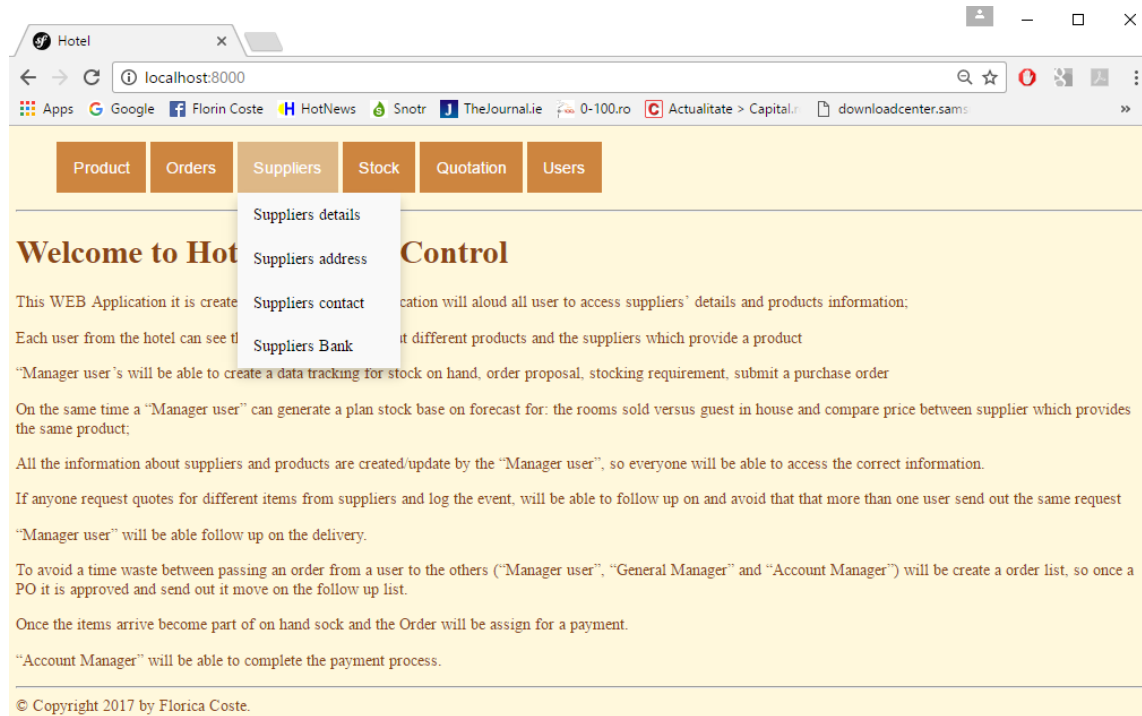 Hotel
localhost:8000
Apps Google Florin Coste HotNews Snotr TheJournal.ie 0-100.ro Actualitate > Capital.r downloadcenter.sams
Product Orders Suppliers Stock Quotation Users
Suppliers details
Suppliers address
Suppliers contact
Suppliers Bank
Welcome to Hot Control
This WEB Application it is create cation will aloud all user to access suppliers’ details and products information;
Each user from the hotel can see t t different products and the suppliers which provide a product
“Manager user’s will be able to create a data tracking for stock on hand, order proposal, stocking requirement, submit a purchase order
On the same time a “Manager user” can generate a plan stock base on forecast for: the rooms sold versus guest in house and compare price between supplier which provides
the same product;
All the information about suppliers and products are created/update by the “Manager user”, so everyone will be able to access the correct information.
If anyone request quotes for different items from suppliers and log the event, will be able to follow up on and avoid that that more than one user send out the same request
“Manager user” will be able follow up on the delivery.
To avoid a time waste between passing an order from a user to the others (“Manager user”, “General Manager” and “Account Manager”) will be create a order list, so once a
PO it is approved and send out it move on the follow up list.
Once the items arrive become part of on hand sock and the Order will be assign for a payment.
“Account Manager” will be able to complete the payment process.
© Copyright 2017 by Florica Coste.